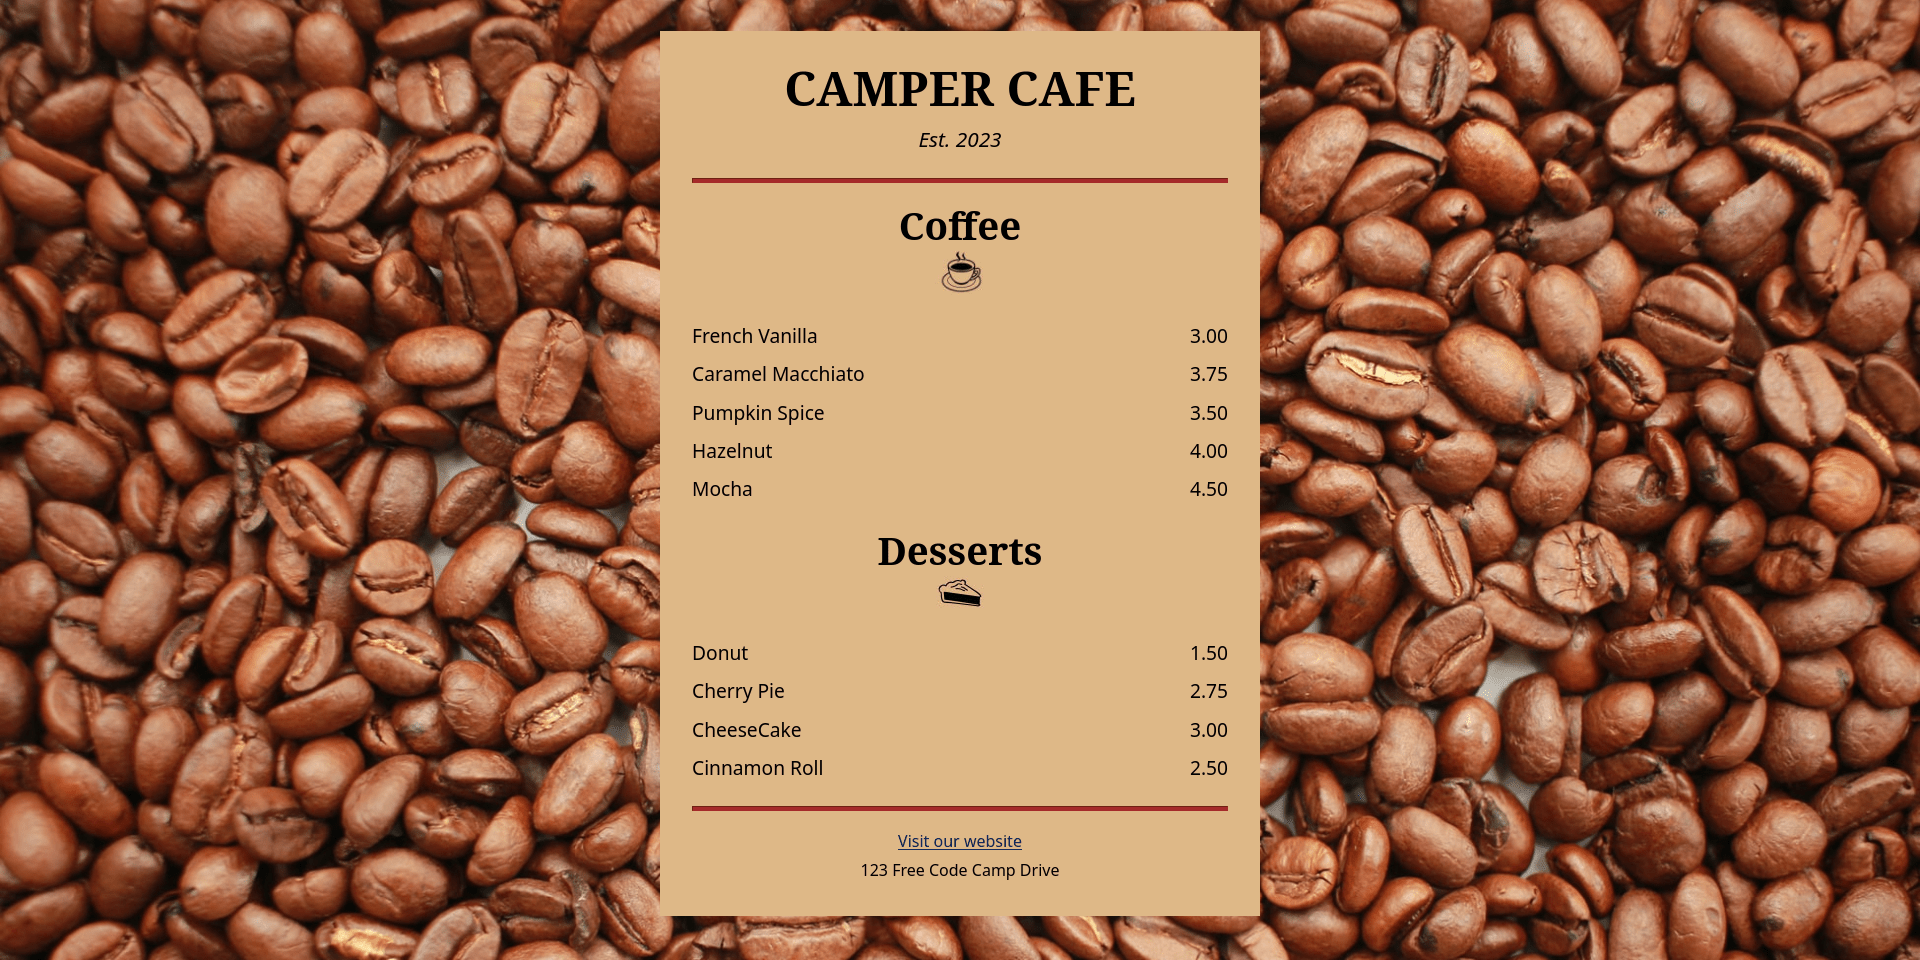 CAMPER CAFE
Est. 2023
Coffee
French Vanilla 3.00
Caramel Macchiato 3.75
Pumpkin Spice 3.50
Hazelnut 4.00
Mocha 4.50
Desserts
Donut 1.50
Cherry Pie 2.75
CheeseCake 3.00
Cinnamon Roll 2.50
Visit our website
123 Free Code Camp Drive